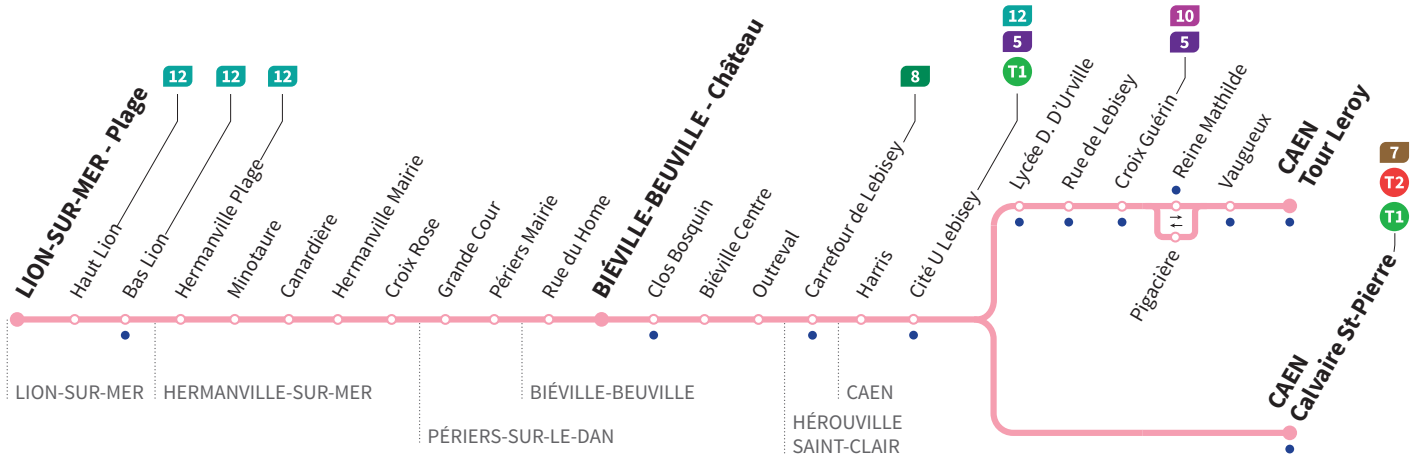 12
12
12
8
12
5
T1
10
5
7
T2
T1
LION-SUR-MER - Plage
Haut Lion
Bas Lion
Hermanville Plage
Minotaure
Canardière
Hermanville Mairie
Croix Rose
Grande Cour
Périers Mairie
Rue du Home
BIÉVILLE-BEUVILLE - Château
Clos Bosquin
Biéville Centre
Outreval
Carrefour de Lebisey
Harris
Cité U Lebisey
Lycée D. D'Urville
Rue de Lebisey
Croix Guérin
Reine Mathilde
Pigacière
Vaugueux
CAEN
Tour Leroy
CAEN
Calvaire St-Pierre
LION-SUR-MER
HERMANVILLE-SUR-MER
PÉRIERS-SUR-LE-DAN
BIÉVILLE-BEUVILLE
HÉROUVILLE
SAINT-CLAIR
CAEN